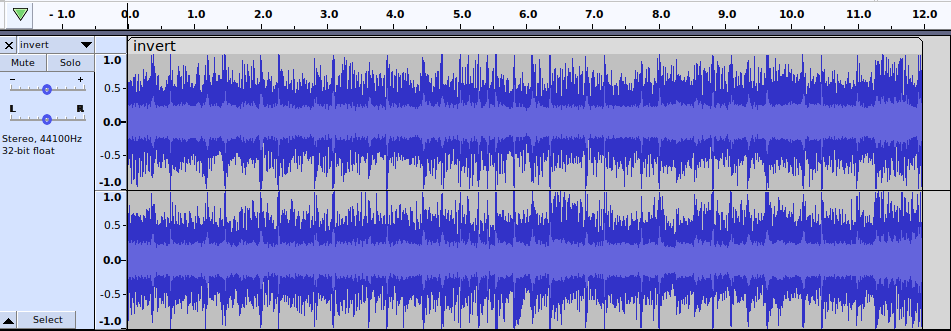 - 1.0 0.0 1.0 2.0 3.0 4.0 5.0 6.0 7.0 8.0 9.0 10.0 11.0 12.0
invert
invert
Mute Solo
- +
L R
Stereo, 44100Hz
32-bit float
1.0
0.5-
0.0-
-0.5-
-1.0
1.0
0.5-
0.0-
-0.5-
-1.0
Select